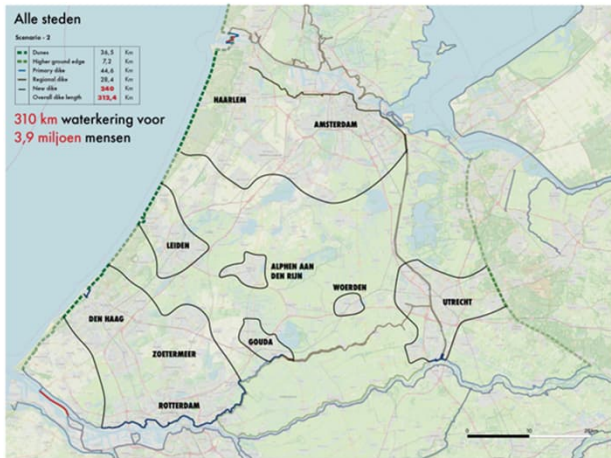 Alle steden
Scenario - 2
Dunes 36,5 Km
Higher ground edge 7,2 Km
Primary dike 44,6 Km
Regional dike 28,4 Km
New dike 240 Km
Overall dike length 312,4 Km
310 km waterkering voor
3,9 miljoen mensen
HAARLEM
AMSTERDAM
LEIDEN
ALPHEN AAN
DEN RIJN
WOERDEN
UTRECHT
DEN HAAG
GOUDA
ZOETERMEER
ROTTERDAM
0 10